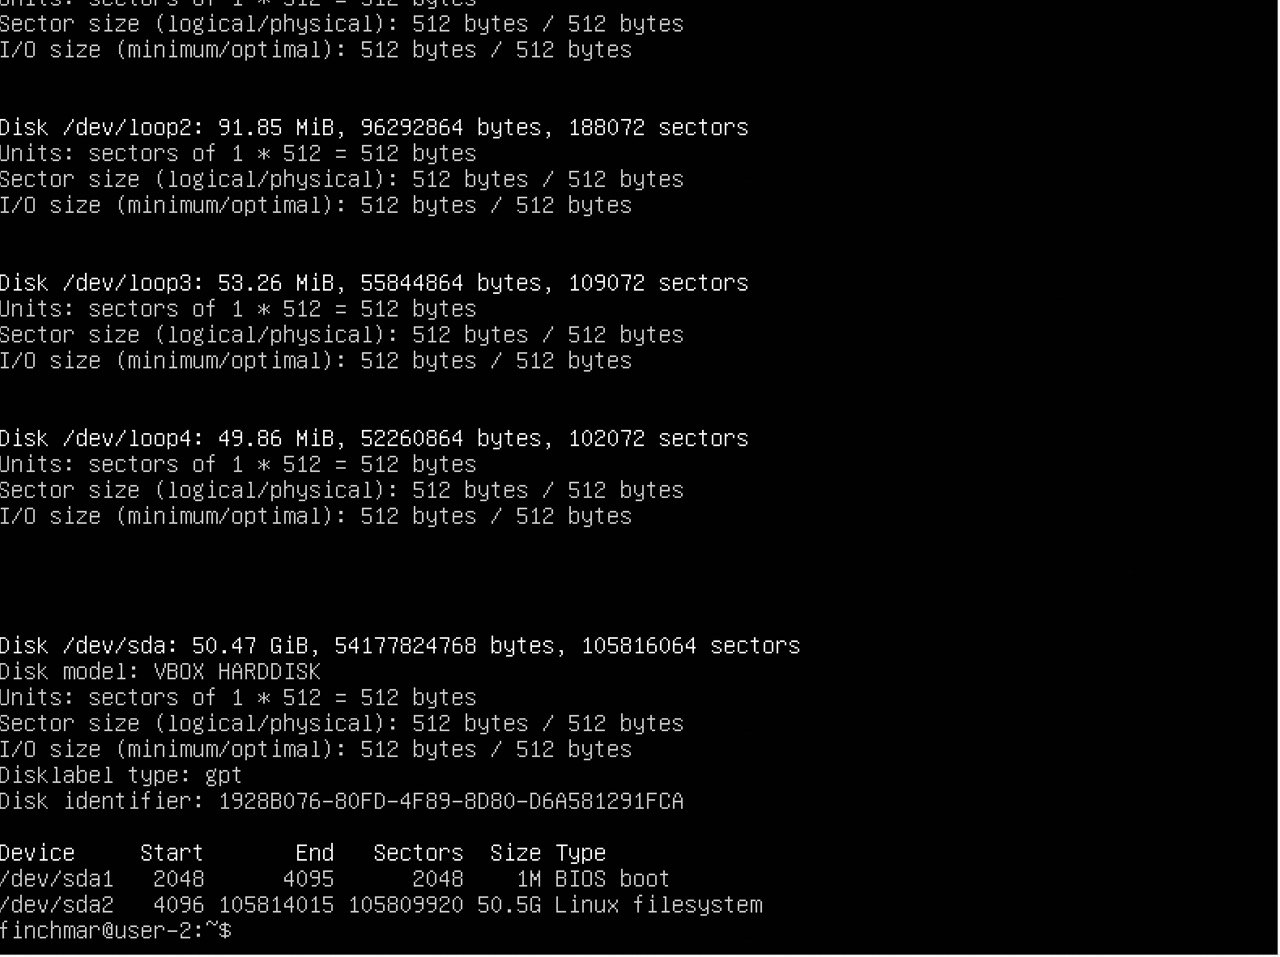 Units: sectors of 1 * 512 = 512 bytes
Sector size (logical/physical): 512 bytes / 512 bytes
I/O size (minimum/optimal): 512 bytes / 512 bytes
Disk /dev/loop2: 91.85 MiB, 96292864 bytes, 188072 sectors
Units: sectors of 1 * 512 = 512 bytes
Sector size (logical/physical): 512 bytes / 512 bytes
I/O size (minimum/optimal): 512 bytes / 512 bytes
Disk /dev/loop3: 53.26 MiB, 55844864 bytes, 109072 sectors
Units: sectors of 1 * 512 = 512 bytes
Sector size (logical/physical): 512 bytes / 512 bytes
I/O size (minimum/optimal): 512 bytes / 512 bytes
Disk /dev/loop4: 49.86 MiB, 52260864 bytes, 102072 sectors
Units: sectors of 1 * 512 = 512 bytes
Sector size (logical/physical): 512 bytes / 512 bytes
I/O size (minimum/optimal): 512 bytes / 512 bytes
Disk /dev/sda: 50.47 GiB, 54177824768 bytes, 105816064 sectors
Disk model: VBOX HARDDISK
Units: sectors of 1 * 512 = 512 bytes
Sector size (logical/physical): 512 bytes / 512 bytes
I/O size (minimum/optimal): 512 bytes / 512 bytes
Disklabel type: gpt
Disk identifier: 1928B076-80FD-4F89-8D80-D6A581291FCA
Device     Start       End   Sectors  Size Type
/dev/sda1   2048      4095      2048    1M BIOS boot
/dev/sda2   4096 105814015 105809920 50.5G Linux filesystem
finchmar@user-2:~$